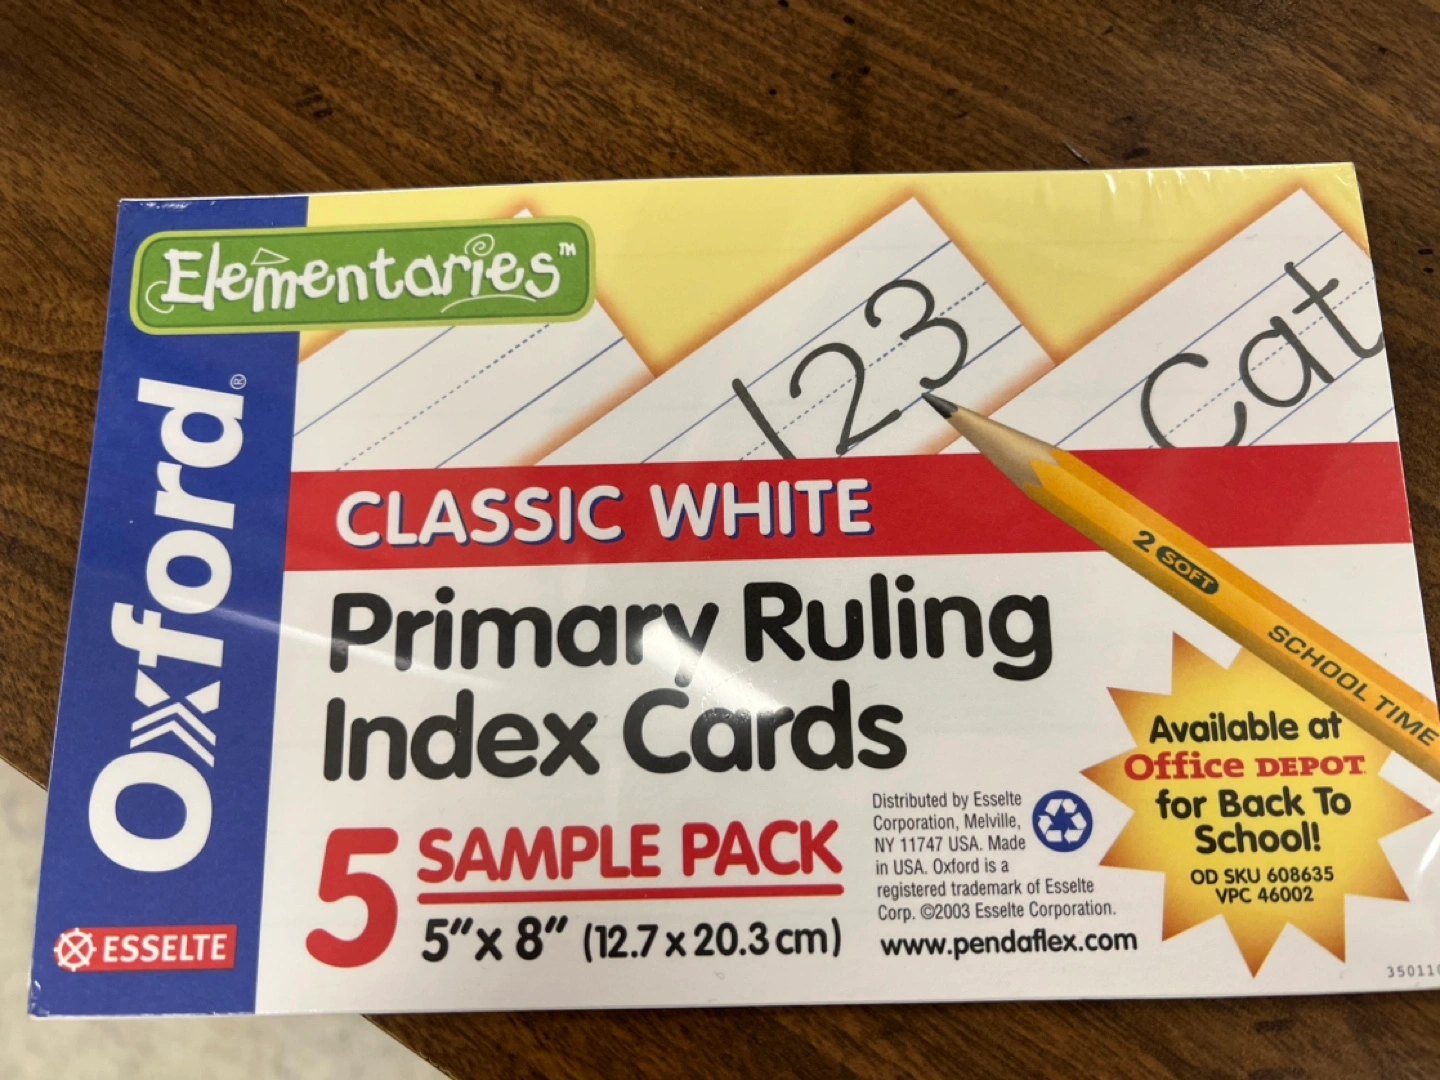 Elementaries™
Oxford®
ESSELTE
123
Cat
CLASSIC WHITE
2 SOFT
SCHOOL TIME
Primary Ruling
Index Cards
5 SAMPLE PACK
5″x 8″ (12.7 x 20.3 cm)
Distributed by Esselte
Corporation, Melville,
NY 11747 USA. Made
in USA. Oxford is a
registered trademark of Esselte
Corp. ©2003 Esselte Corporation.
www.pendaflex.com
Available at
Office DEPOT
for Back To
School!
OD SKU 608635
VPC 46002